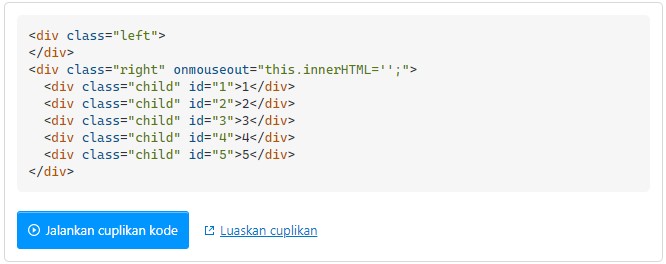 <div class="left">
</div>
<div class="right" onmouseout="this.innerHTML='';">
  <div class="child" id="1">1</div>
  <div class="child" id="2">2</div>
  <div class="child" id="3">3</div>
  <div class="child" id="4">4</div>
  <div class="child" id="5">5</div>
</div>
Jalankan cuplikan kode Luaskan cuplikan